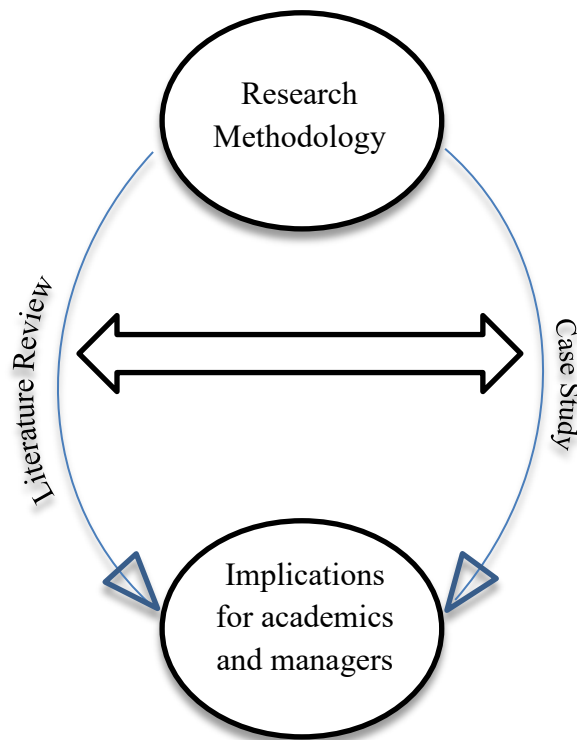 Research
Methodology
Literature Review
Case Study
Implications
for academics
and managers